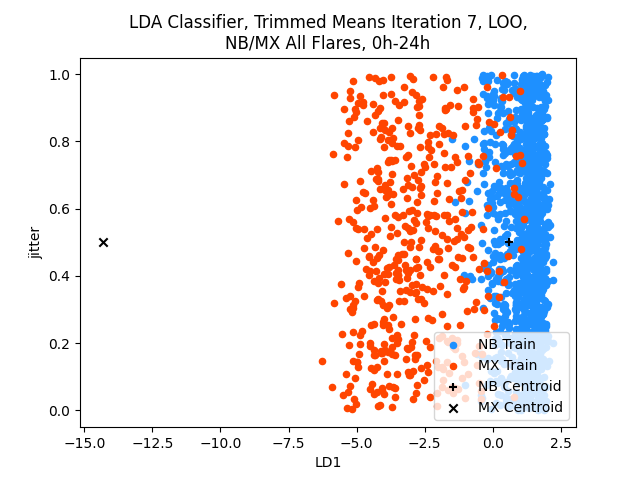 LDA Classifier, Trimmed Means Iteration 7, LOO,
NB/MX All Flares, 0h-24h
1.0
0.8
0.6
0.4
0.2
0.0
jitter
NB Train
MX Train
NB Centroid
MX Centroid
−15.0 −12.5 −10.0 −7.5 −5.0 −2.5 0.0 2.5
LD1